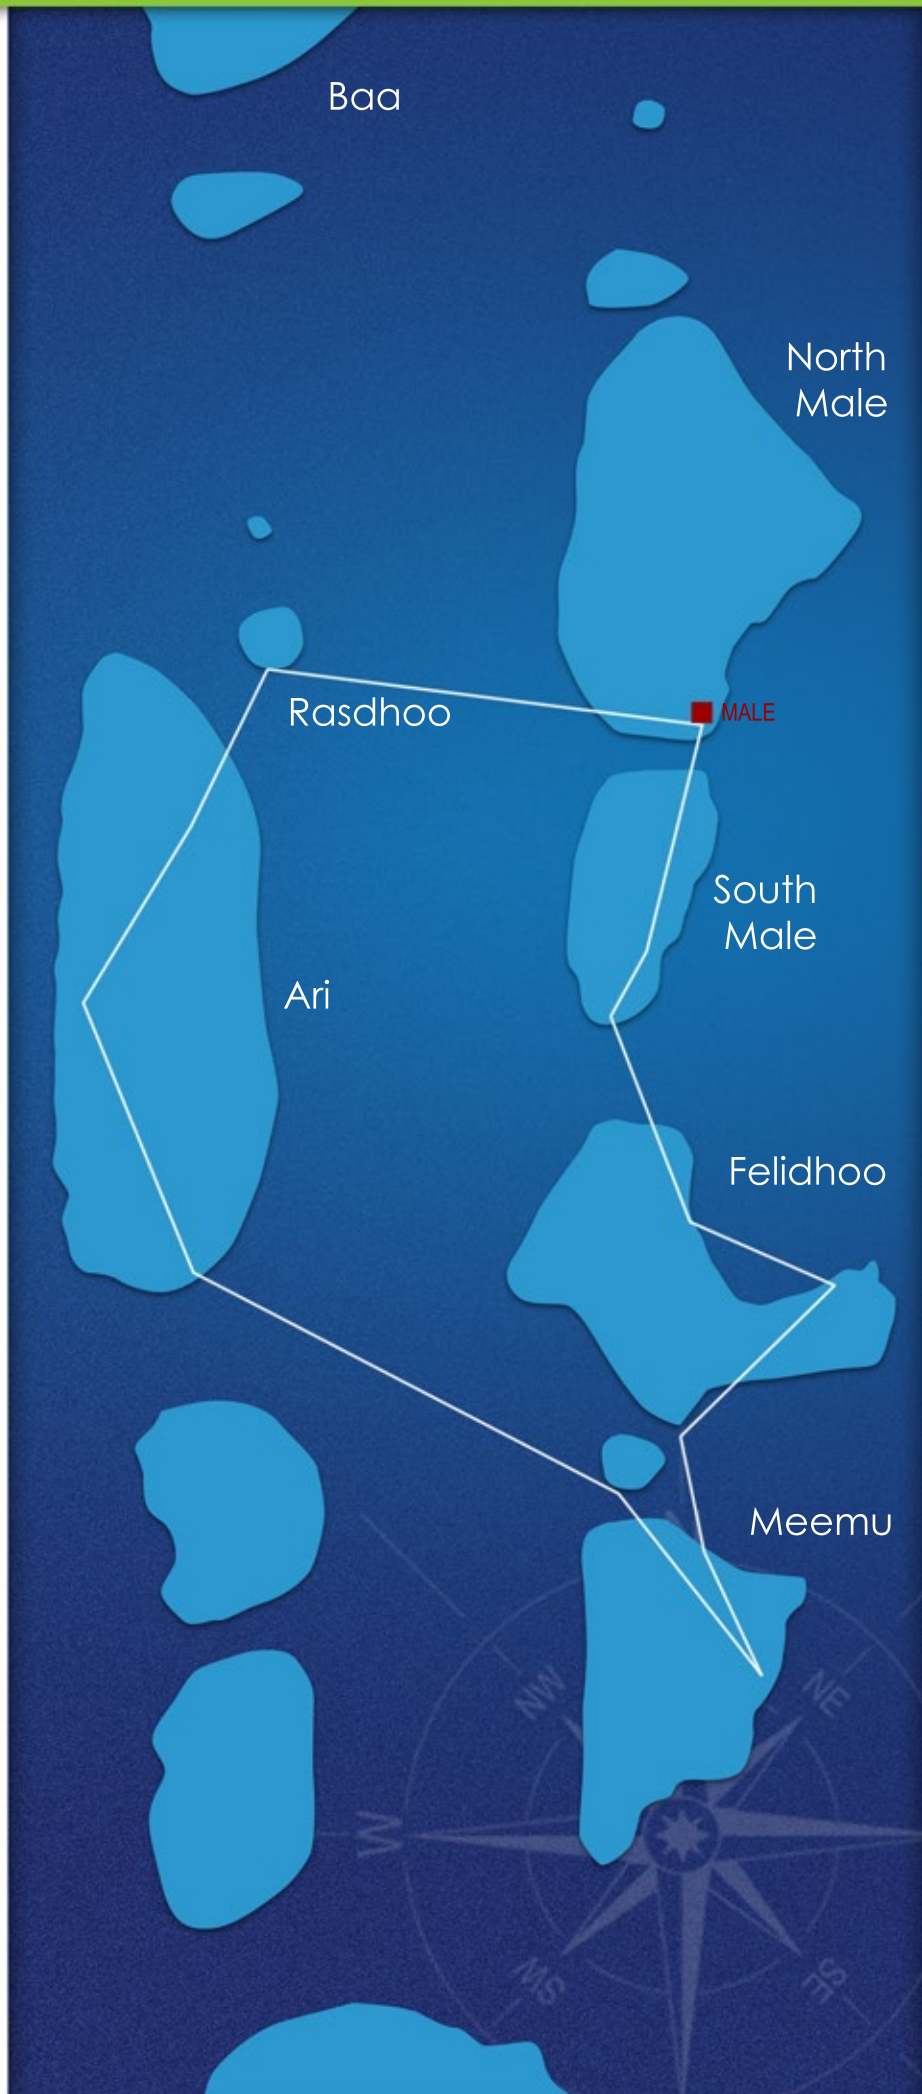 Baa
North
Male
Rasdhoo
MALE
South
Male
Ari
Felidhoo
Meemu
NW
NE
W
SW
SE